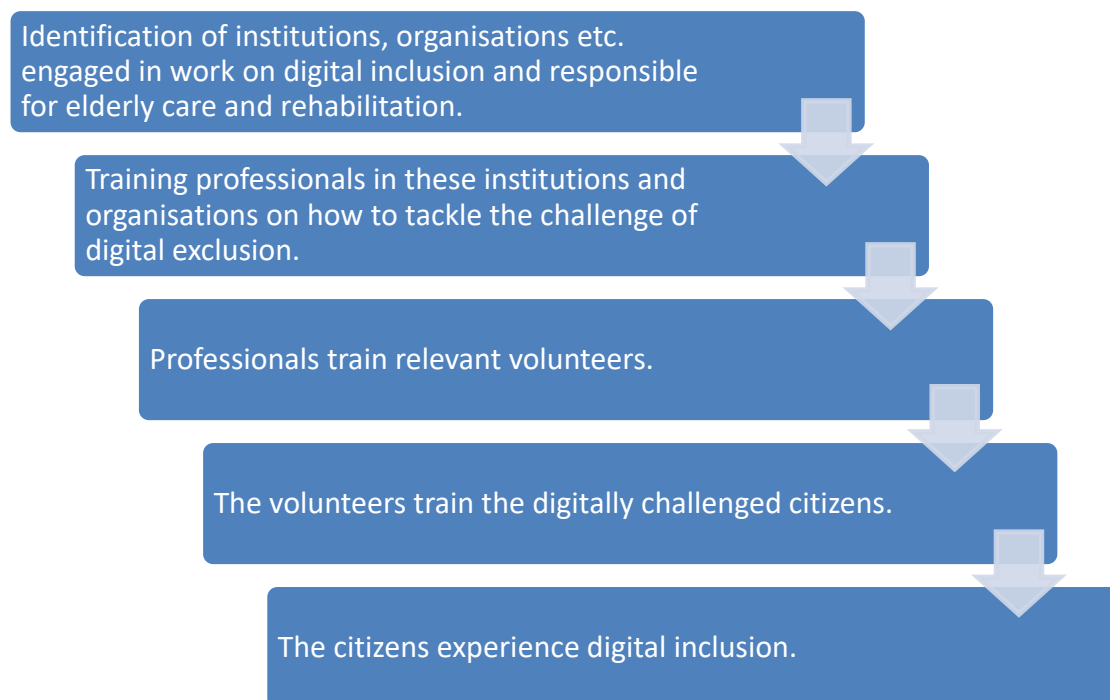 Identification of institutions, organisations etc.
engaged in work on digital inclusion and responsible
for elderly care and rehabilitation.
Training professionals in these institutions and
organisations on how to tackle the challenge of
digital exclusion.
Professionals train relevant volunteers.
The volunteers train the digitally challenged citizens.
The citizens experience digital inclusion.